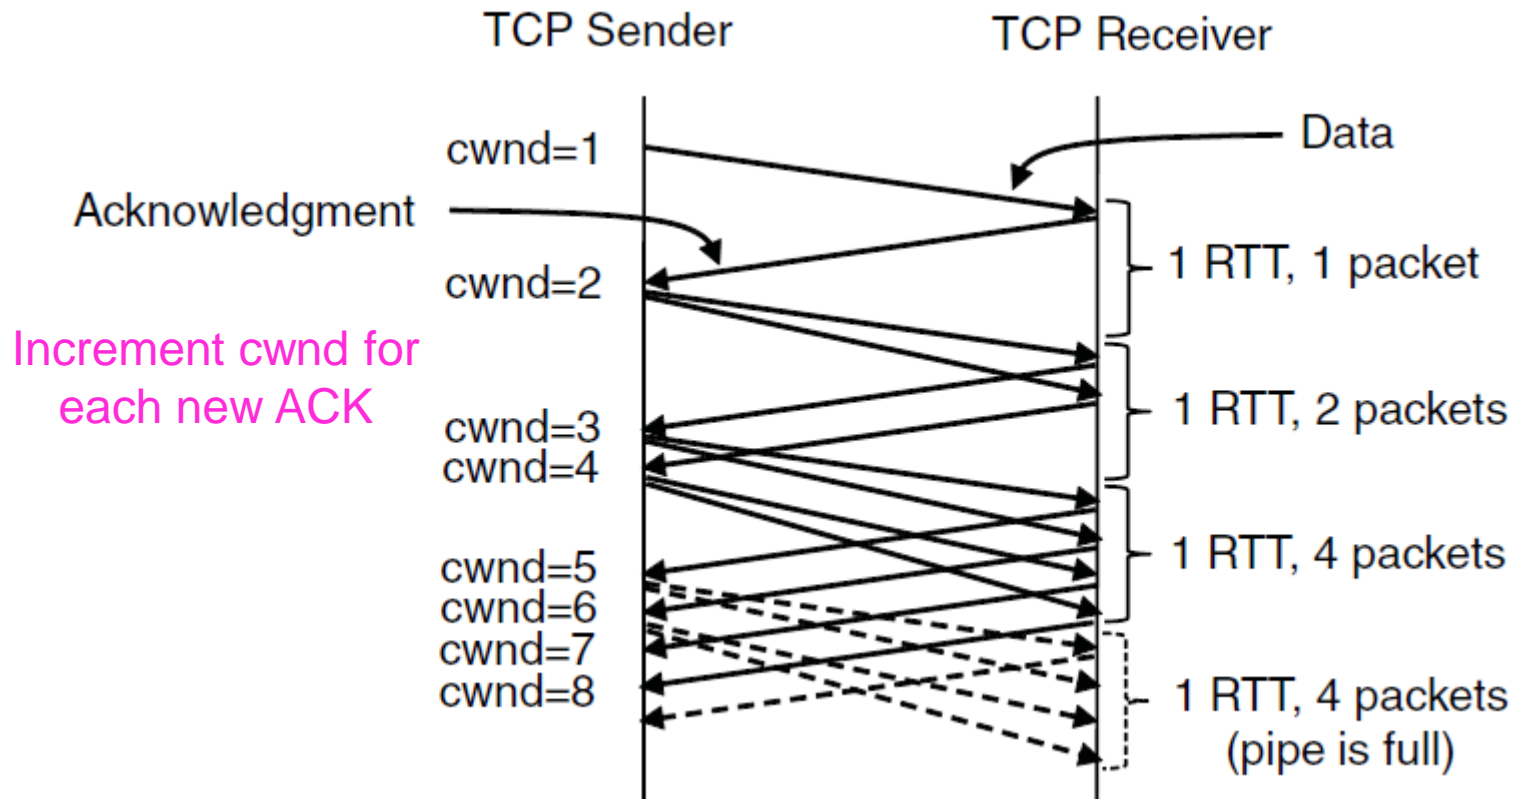 TCP Sender
TCP Receiver
cwnd=1
Data
Acknowledgment
1 RTT, 1 packet
cwnd=2
Increment cwnd for
each new ACK
1 RTT, 2 packets
cwnd=3
cwnd=4
1 RTT, 4 packets
cwnd=5
cwnd=6
cwnd=7
cwnd=8
1 RTT, 4 packets
(pipe is full)